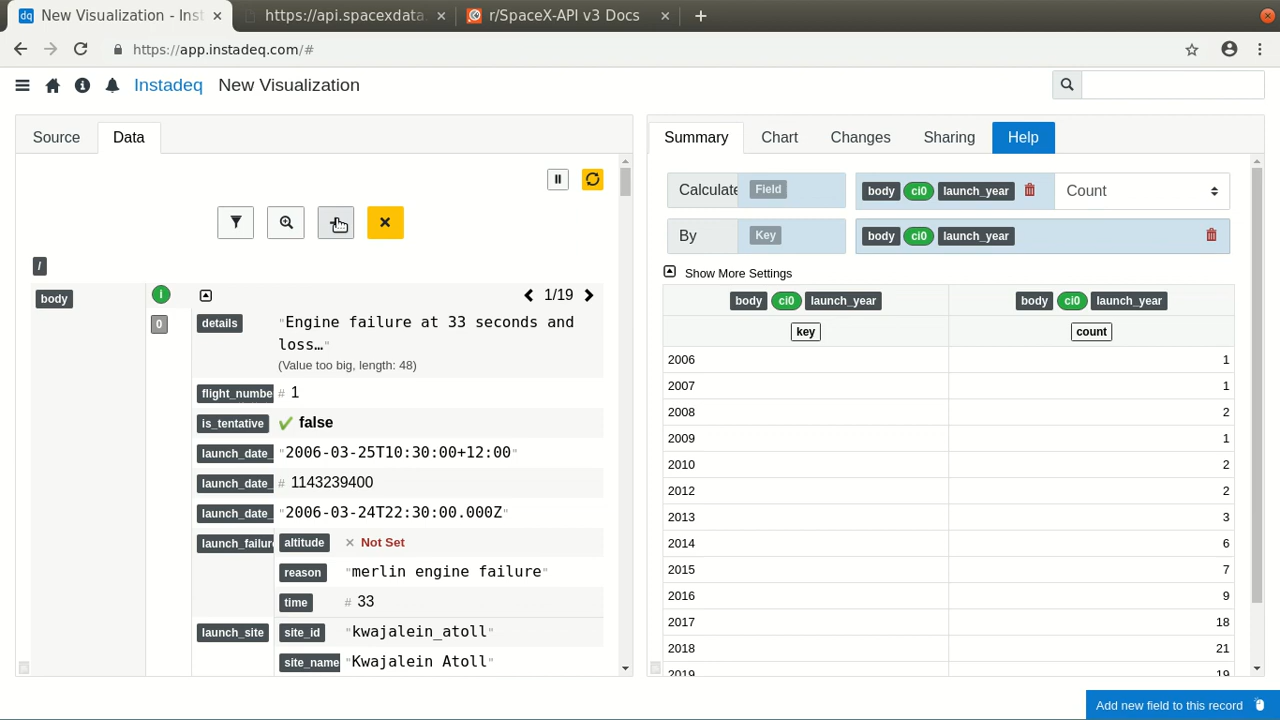 New Visualization - Inst
https://api.spacexdata.
r/SpaceX-API v3 Docs
https://app.instadeq.com/#
Instadeq New Visualization
Source Data
/
body
i
0
1/19
details "Engine failure at 33 seconds and
loss…"
(Value too big, length: 48)
flight_numbe # 1
is_tentative false
launch_date_ "2006-03-25T10:30:00+12:00"
launch_date_ # 1143239400
launch_date_ "2006-03-24T22:30:00.000Z"
launch_failure altitude Not Set
reason "merlin engine failure"
time # 33
launch_site site_id "kwajalein_atoll"
site_name "Kwajalein Atoll"
Summary Chart Changes Sharing Help
Calculate Field body ci0 launch_year Count
By Key body ci0 launch_year
Show More Settings
body ci0 launch_year body ci0 launch_year
key count
2006 1
2007 1
2008 2
2009 1
2010 2
2012 2
2013 3
2014 6
2015 7
2016 9
2017 18
2018 21
2019 19
Add new field to this record